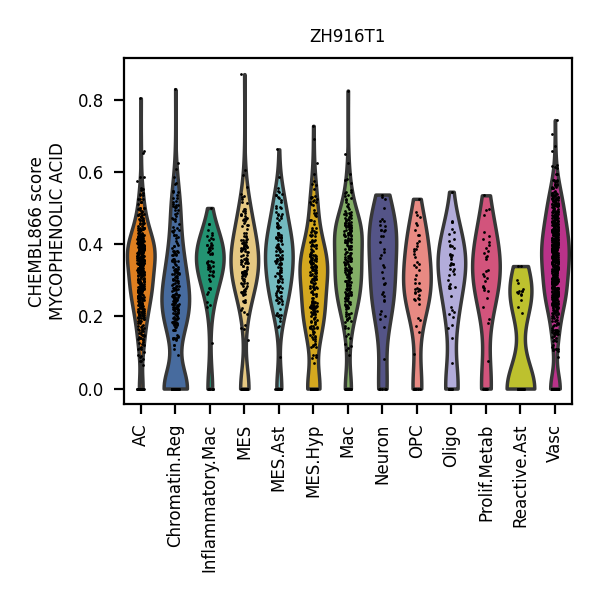 ZH916T1
CHEMBL866 score
MYCOPHENOLIC ACID
0.8
0.6
0.4
0.2
0.0
AC
Chromatin.Reg
Inflammatory.Mac
MES
MES.Ast
MES.Hyp
Mac
Neuron
OPC
Oligo
Prolif.Metab
Reactive.Ast
Vasc